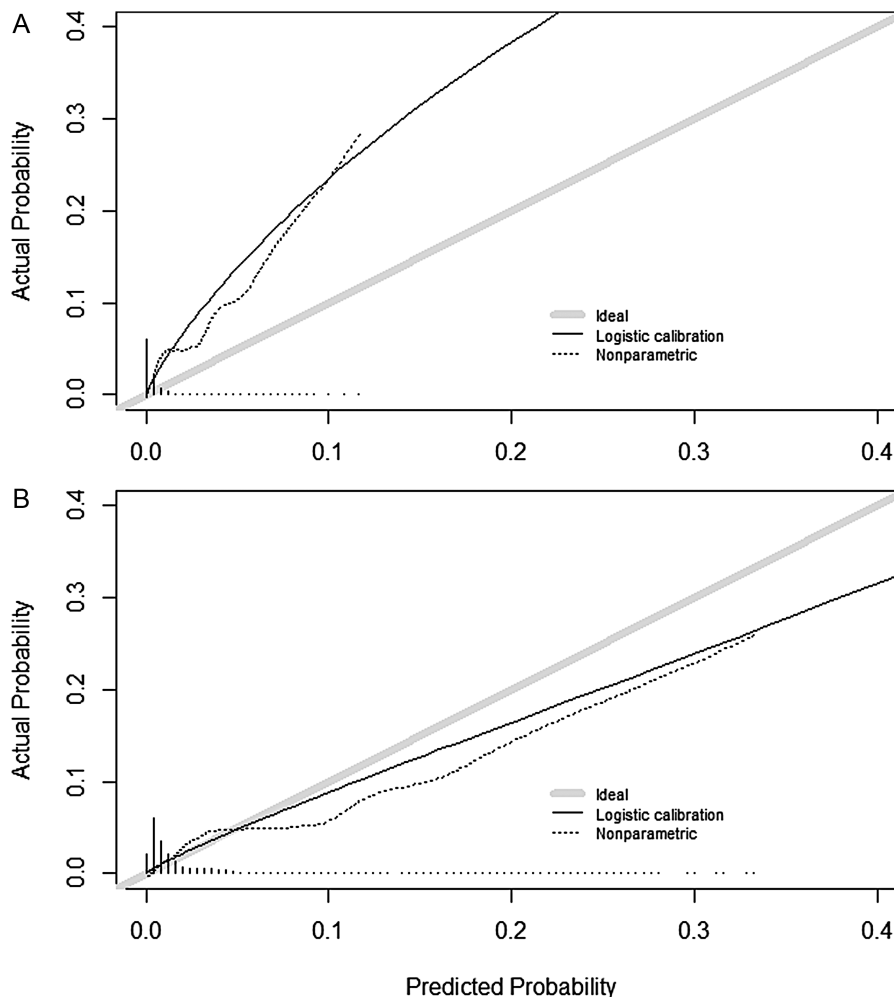 A
0.4
0.3
0.2
0.1
0.0
Actual Probability
Ideal
Logistic calibration
Nonparametric
0.0 0.1 0.2 0.3 0.4
B
0.4
0.3
0.2
0.1
0.0
Actual Probability
Ideal
Logistic calibration
Nonparametric
0.0 0.1 0.2 0.3 0.4
Predicted Probability